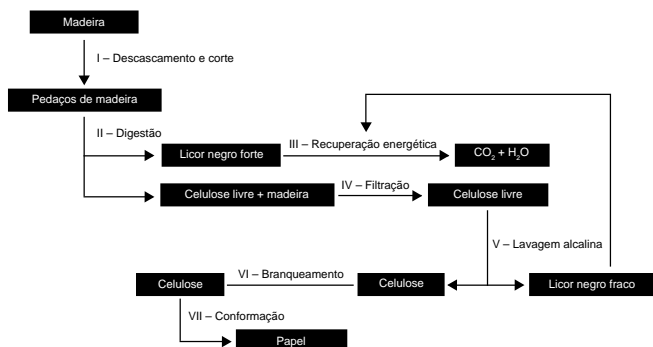 Madeira
I – Descascamento e corte
Pedaços de madeira
II – Digestão
Licor negro forte
III – Recuperação energética
CO₂ + H₂O
Celulose livre + madeira
IV – Filtração
Celulose livre
V – Lavagem alcalina
Celulose
VI – Branqueamento
Celulose
Licor negro fraco
VII – Conformação
Papel